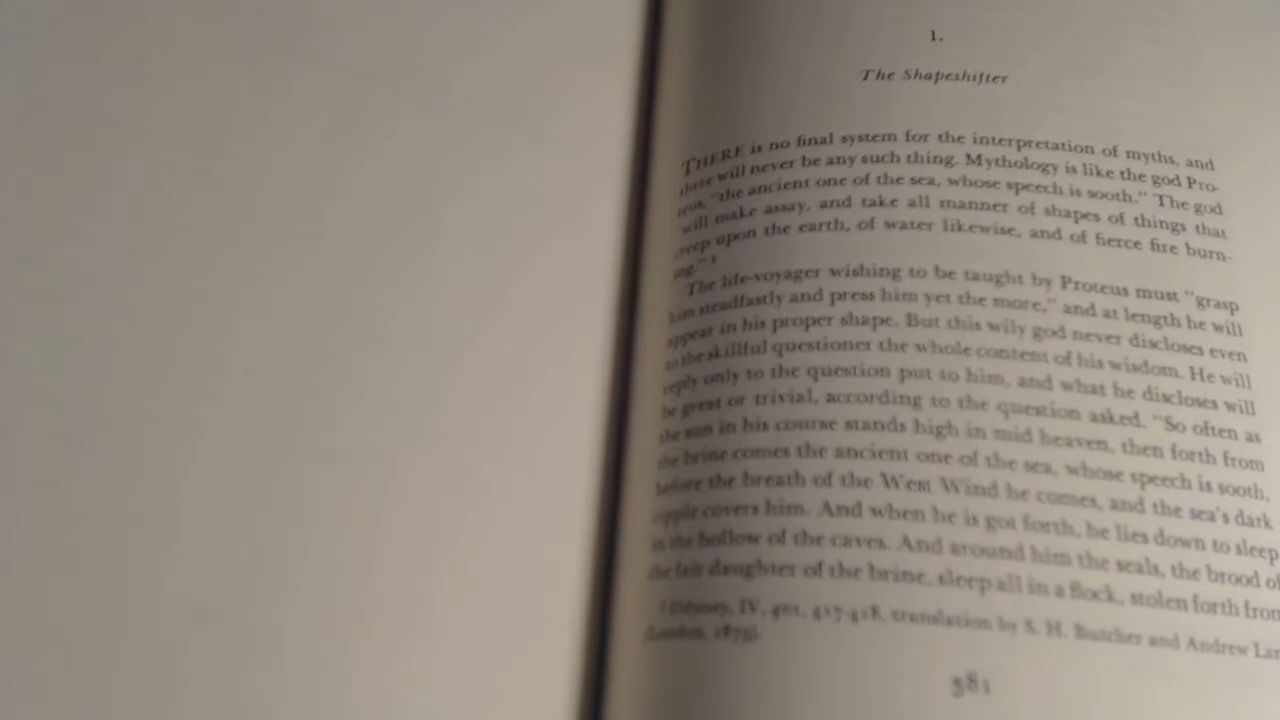 1.
The Shapeshifter
THERE is no final system for the interpretation of myths, and
there will never be any such thing. Mythology is like the god Pro-
teus, "the ancient one of the sea, whose speech is sooth." The god
"will make assay, and take all manner of shapes of things that
creep upon the earth, of water likewise, and of fierce fire burn-
ing." 1
The life-voyager wishing to be taught by Proteus must "grasp
him steadfastly and press him yet the more," and at length he will
appear in his proper shape. But this wily god never discloses even
to the skillful questioner the whole content of his wisdom. He will
reply only to the question put to him, and what he discloses will
be great or trivial, according to the question asked. "So often as
the sun in his course stands high in mid heaven, then forth from
the brine comes the ancient one of the sea, whose speech is sooth,
before the breath of the West Wind he comes, and the sea's dark
ripple covers him. And when he is got forth, he lies down to sleep
in the hollow of the caves. And around him the seals, the brood of
the fair daughter of the brine, sleep all in a flock, stolen forth from
1 Odyssey, IV, 401, 417-418, translation by S. H. Butcher and Andrew Lan
(London, 1879).
381